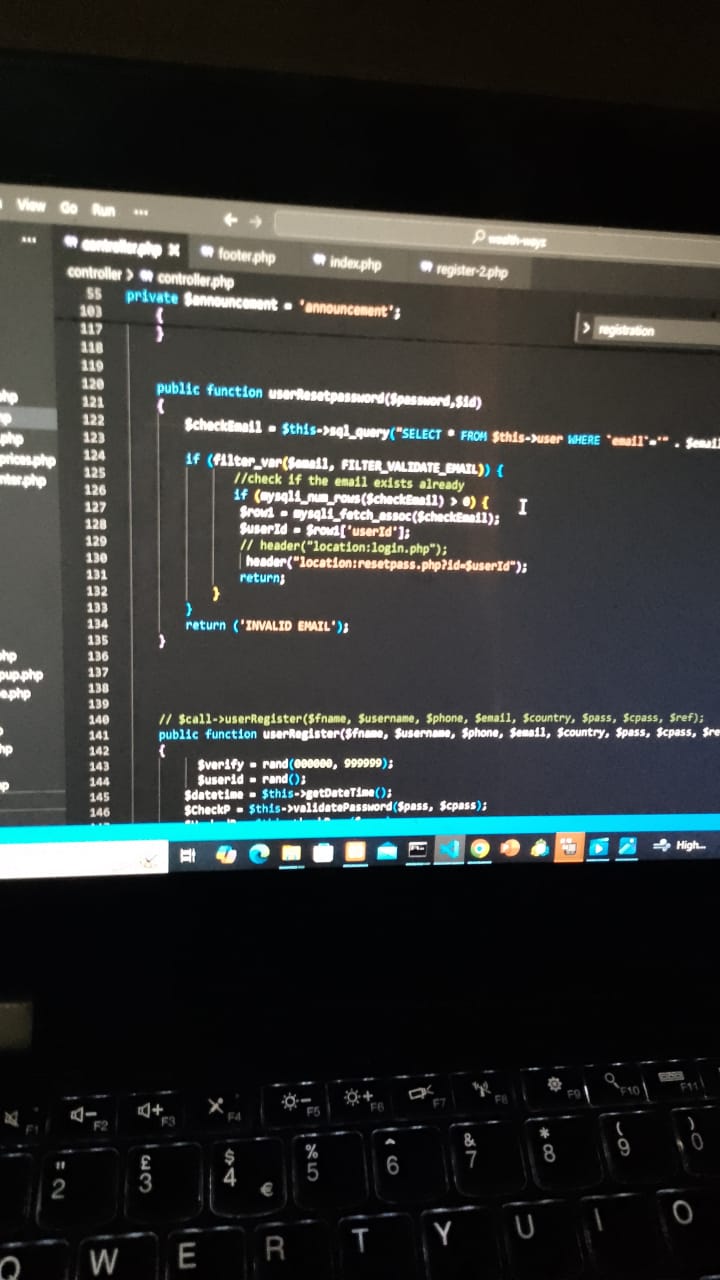 View Go Run ...
wealth-wayz
... controller.php × footer.php index.php register-2.php
controller > controller.php
> registration
55 private $announcement = 'announcement';
103 {
117 }
118
119
120 public function userResetpassword($password,$id)
121 {
122 $checkEmail = $this->sql_query("SELECT * FROM $this->user WHERE `email`='" . $email
123
124 if (filter_var($email, FILTER_VALIDATE_EMAIL)) {
125 //check if the email exists already
126 if (mysqli_num_rows($checkEmail) > 0) {
127 $row1 = mysqli_fetch_assoc($checkEmail);
128 $userId = $row1['userId'];
129 // header("location:login.php");
130 header("location:resetpass.php?id=$userId");
131 return;
132 }
133 }
134 return ('INVALID EMAIL');
135 }
136
137
138
139
140 // $call->userRegister($fname, $username, $phone, $email, $country, $pass, $cpass, $ref);
141 public function userRegister($fname, $username, $phone, $email, $country, $pass, $cpass, $re
142 {
143 $verify = rand(000000, 999999);
144 $userid = rand();
145 $datetime = $this->getDateTime();
146 $CheckP = $this->validatePassword($pass, $cpass);
hp
p
.php
prices.php
nter.php
hp
pup.php
e.php
hp
p
High...
F1 F2 F3 F4 F5 F6 F7 F8 F9 F10 F11
" 2 £ 3 $ 4 € % 5 ^ 6 & 7 * 8 ( 9 ) 0
Q W E R T Y U I O